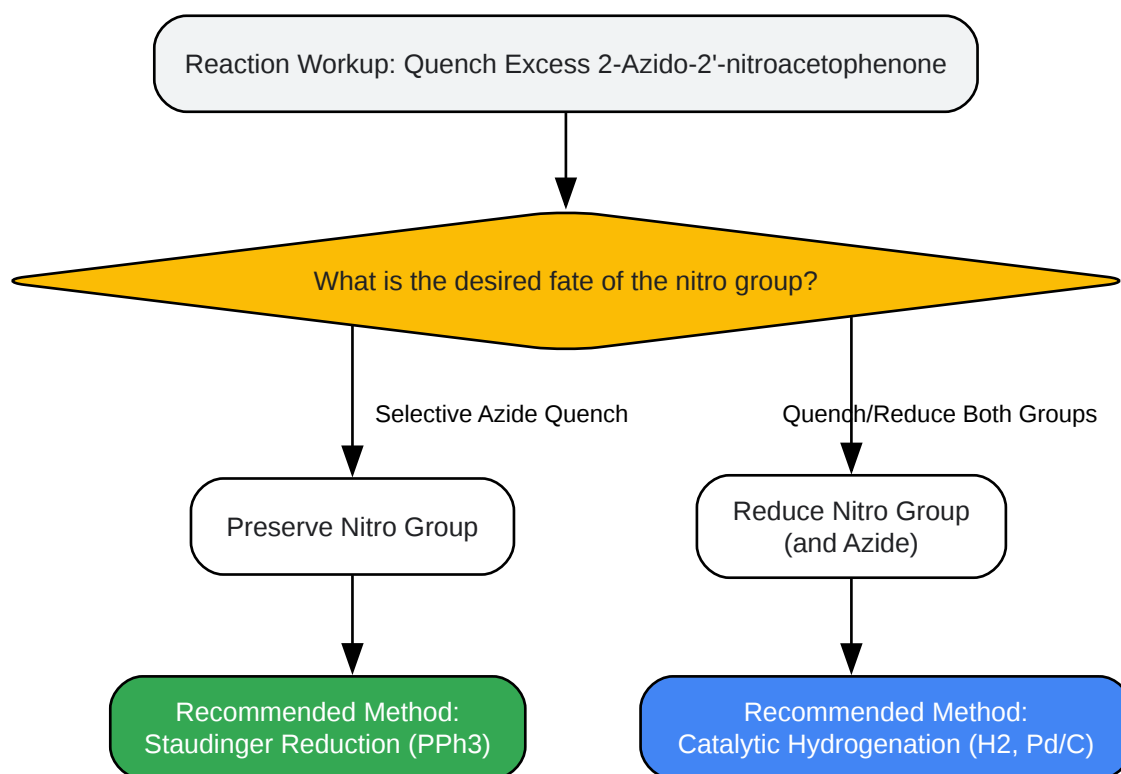 Reaction Workup: Quench Excess 2-Azido-2'-nitroacetophenone
What is the desired fate of the nitro group?
Selective Azide Quench
Quench/Reduce Both Groups
Preserve Nitro Group
Reduce Nitro Group
(and Azide)
Recommended Method:
Staudinger Reduction (PPh3)
Recommended Method:
Catalytic Hydrogenation (H2, Pd/C)